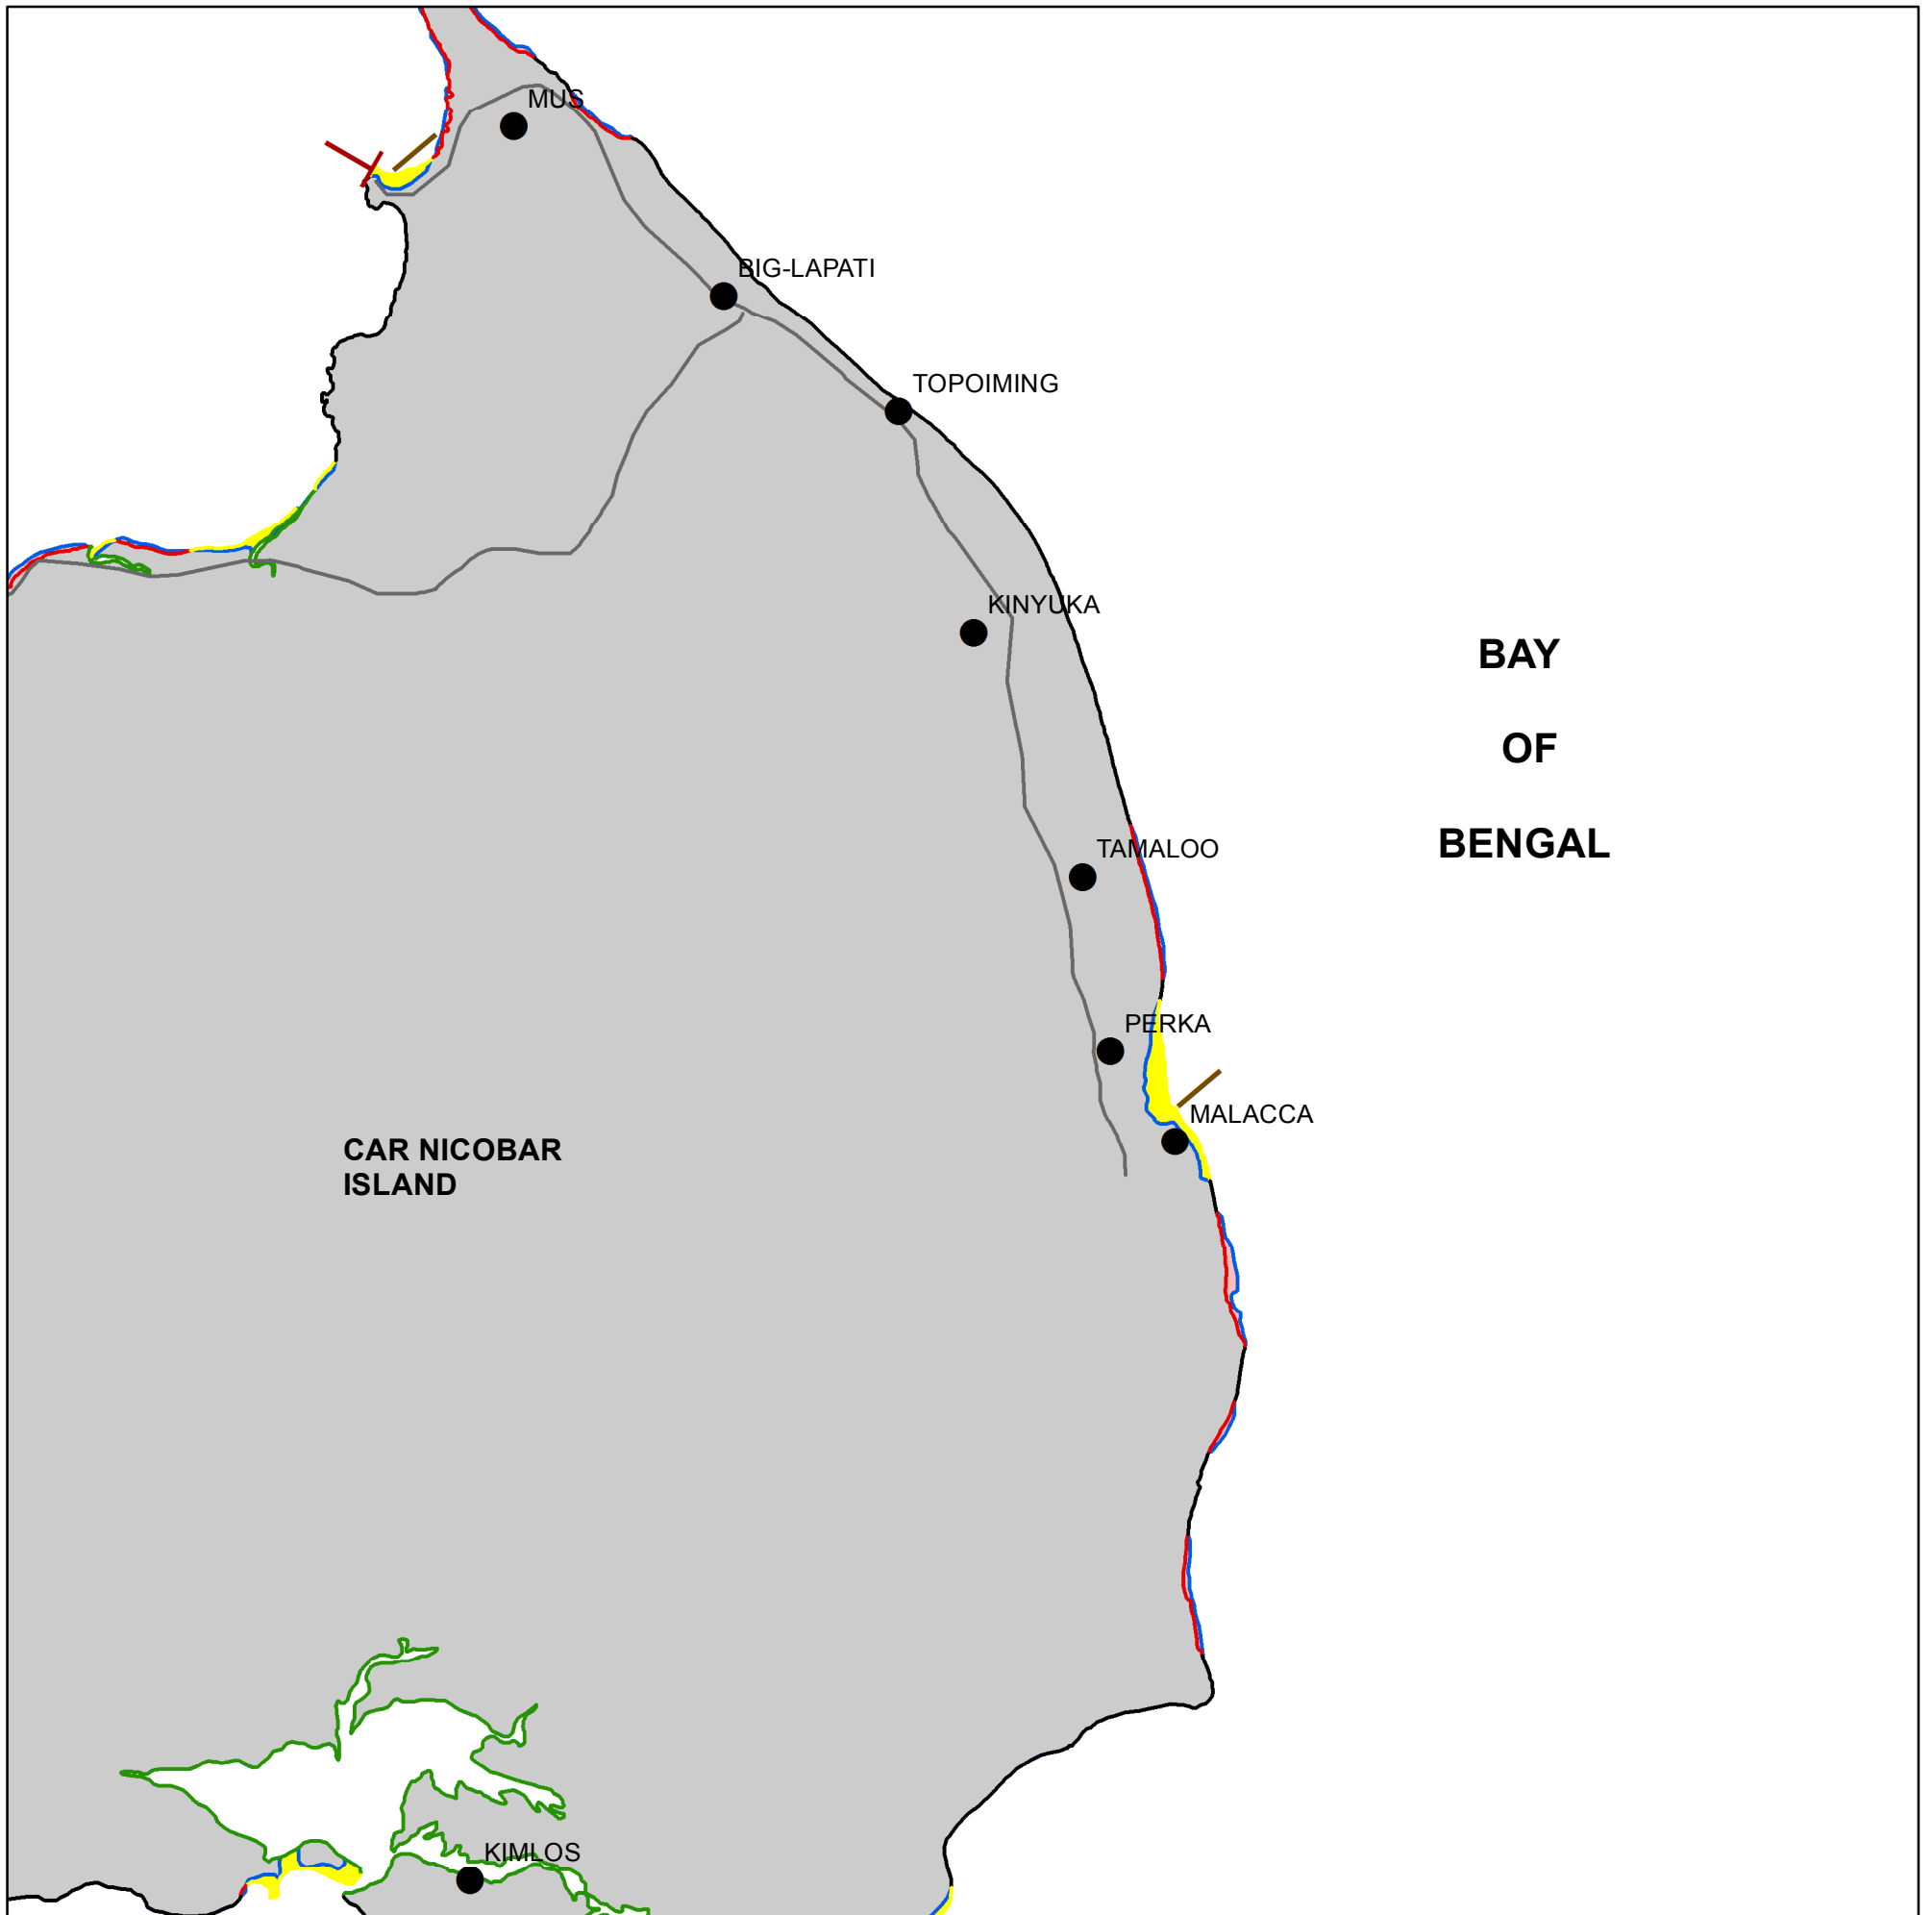 MUS
BIG-LAPATI
TOPOIMING
KINYUKA
BAY
OF
BENGAL
TAMALOO
PERKA
MALACCA
CAR NICOBAR
ISLAND
KIMLOS